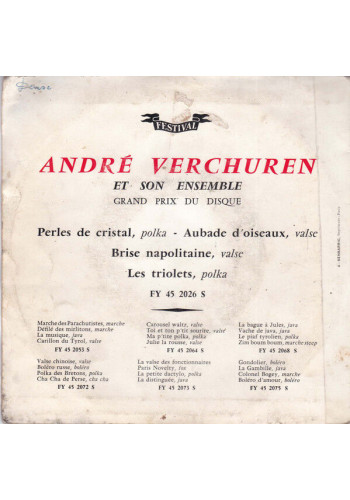 FESTIVAL
ANDRÉ VERCHUREN
ET SON ENSEMBLE
GRAND PRIX DU DISQUE
Perles de cristal, polka - Aubade d'oiseaux, valse
Brise napolitaine, valse
Les triolets, polka
FY 45 2026 S
Marche des Parachutistes, marche
Défilé des mirlitons, marche
La musique, java
Carillon du Tyrol, valse
FY 45 2051 S
Carousel waltz, valse
Toi et ton p'tit sourire, valse
Ma p'tite polka, polka
Julie la rousse, valse
FY 45 2064 S
La bague à Jules, java
Vache de java, java
Le pied tyrolien, polka
Zim boum boum, marche
FY 45 2068 S
Valse chinoise, valse
Boléro russe, boléro
Polka des Bretons, polka
Cha Cha de Perse, cha cha
FY 45 2072 S
La valse des fonctionnaires
Paris Novelty, fox
La petite dactylo, polka
La distinguée, java
FY 45 2073 S
Gondolier, boléro
La Gambille, java
Colonel Bogey, marche
Boléro d'amour, boléro
FY 45 2075 S